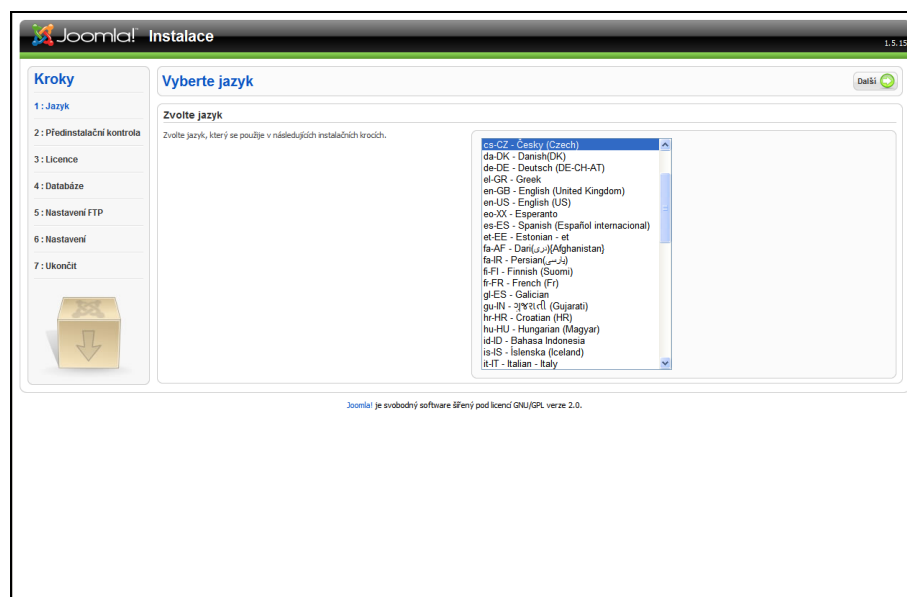 Joomla! Instalace
1.5.15
Kroky
1 : Jazyk
2 : Předinstalační kontrola
3 : Licence
4 : Databáze
5 : Nastavení FTP
6 : Nastavení
7 : Ukončit
Vyberte jazyk
Další
Zvolte jazyk
Zvolte jazyk, který se použije v následujících instalačních krocích.
cs-CZ - Česky (Czech)
da-DK - Danish(DK)
de-DE - Deutsch (DE-CH-AT)
el-GR - Greek
en-GB - English (United Kingdom)
en-US - English (US)
eo-XX - Esperanto
es-ES - Spanish (Español internacional)
et-EE - Estonian - et
fa-AF - Dari(دری){Afghanistan}
fa-IR - Persian(پارسی)
fi-FI - Finnish (Suomi)
fr-FR - French (Fr)
gl-ES - Galician
gu-IN - ગુજરાતી (Gujarati)
hr-HR - Croatian (HR)
hu-HU - Hungarian (Magyar)
id-ID - Bahasa Indonesia
is-IS - Íslenska (Iceland)
it-IT - Italian - Italy
Joomla! je svobodný software šířený pod licencí GNU/GPL verze 2.0.